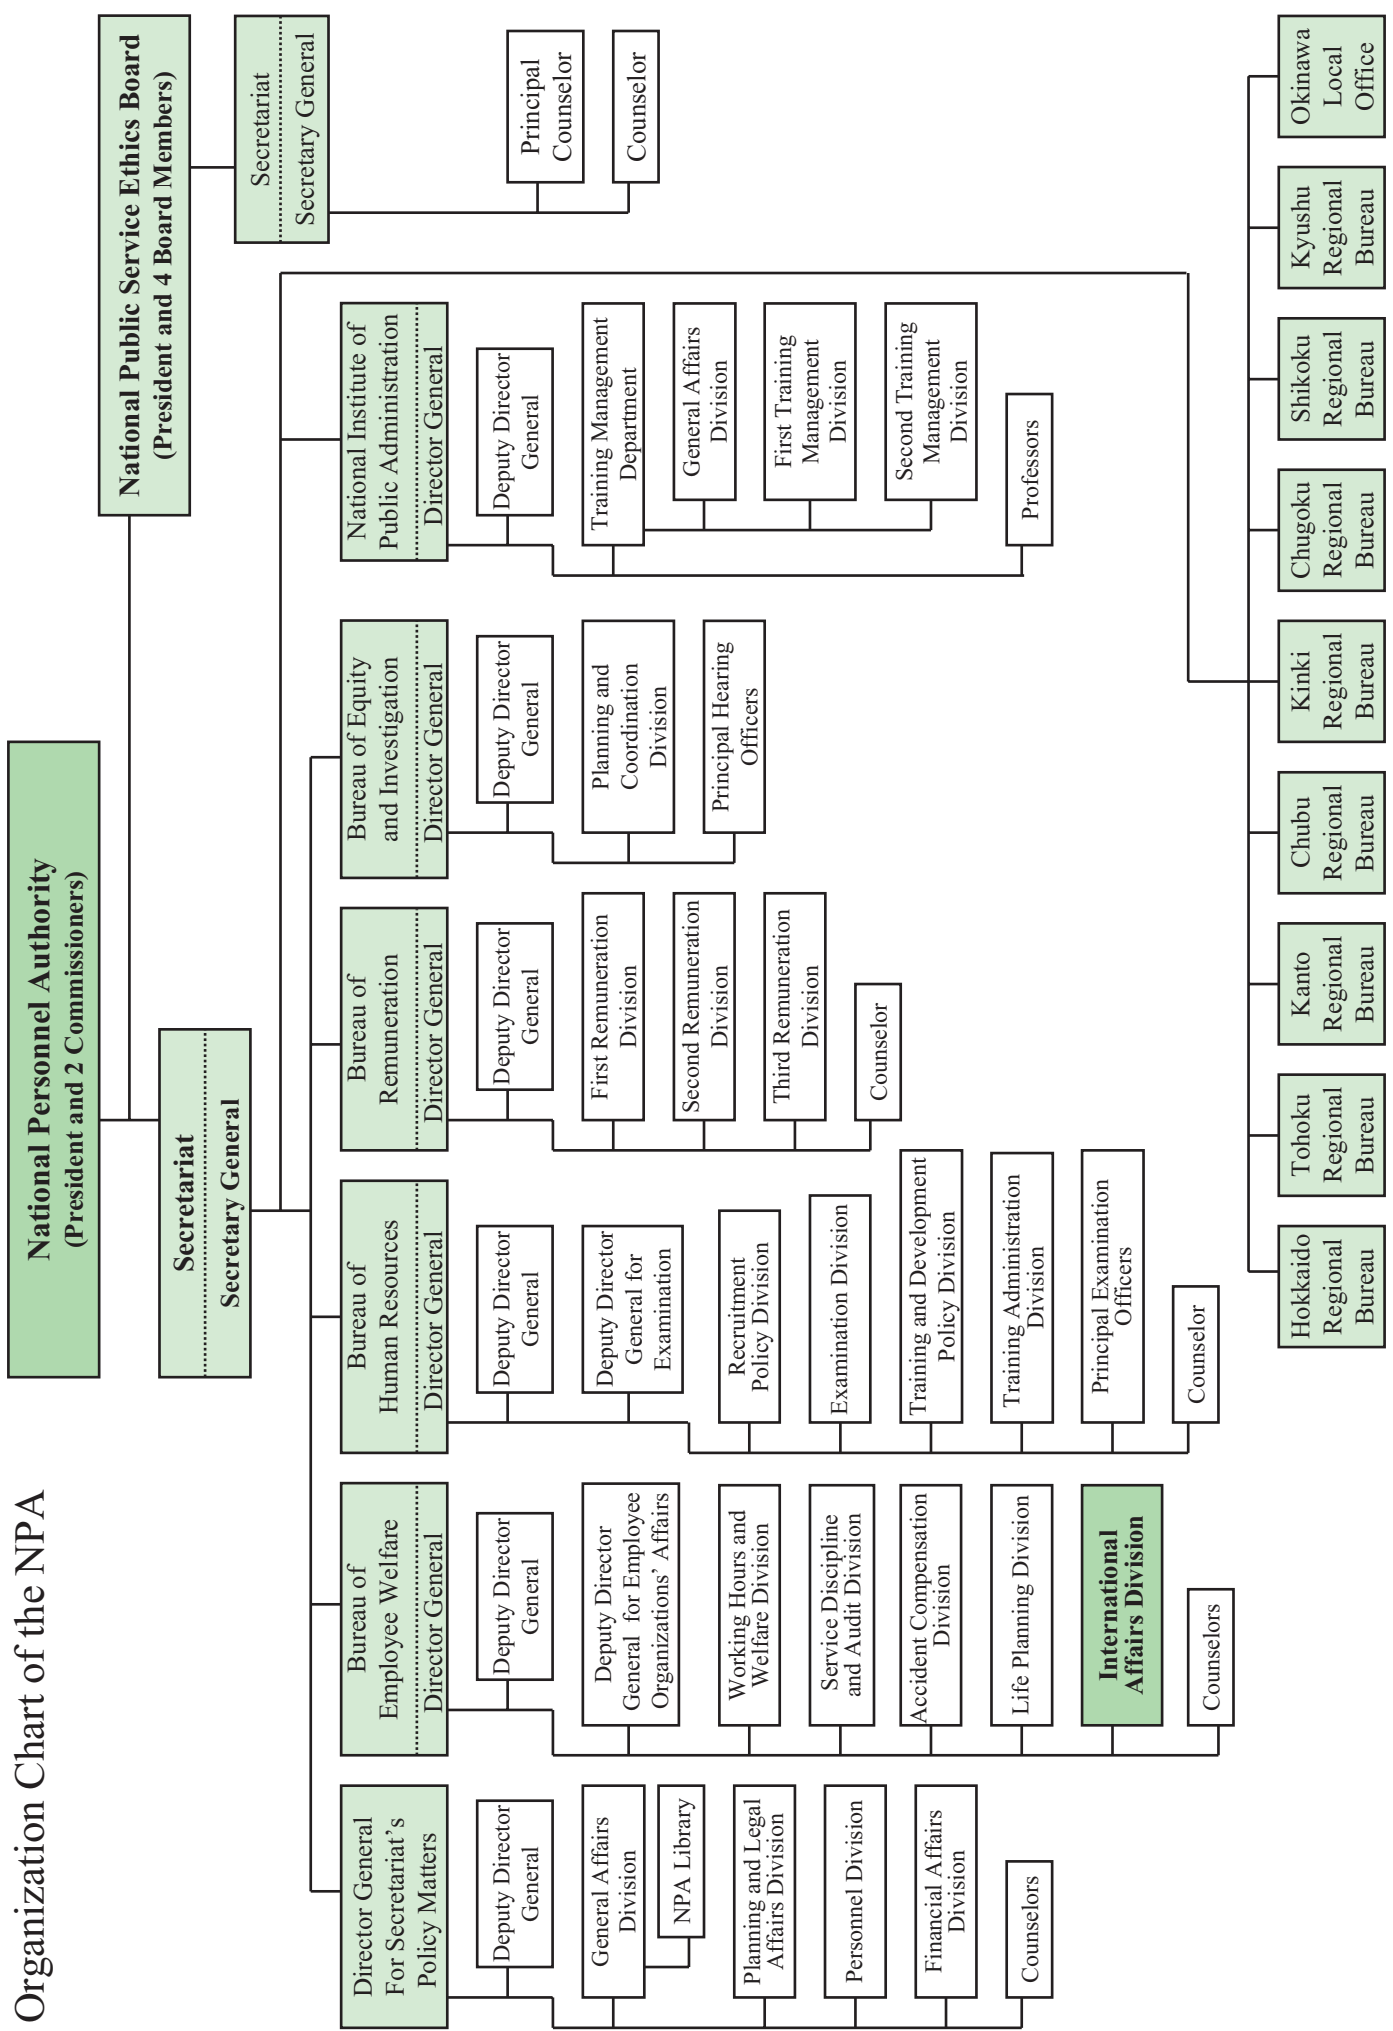 Organization Chart of the NPA
National Personnel Authority
(President and 2 Commissioners)
National Public Service Ethics Board
(President and 4 Board Members)
Secretariat
Secretary General
Principal
Counselor
Counselor
Secretariat
Secretary General
Director General
For Secretariat's
Policy Matters
Deputy Director
General
General Affairs
Division
NPA Library
Planning and Legal
Affairs Division
Personnel Division
Financial Affairs
Division
Counselors
Bureau of
Employee Welfare
Director General
Deputy Director
General
Deputy Director
General for Employee
Organizations' Affairs
Working Hours and
Welfare Division
Service Discipline
and Audit Division
Accident Compensation
Division
Life Planning Division
International
Affairs Division
Counselors
Bureau of
Human Resources
Director General
Deputy Director
General
Deputy Director
General for
Examination
Recruitment
Policy Division
Examination Division
Training and Development
Policy Division
Training Administration
Division
Principal Examination
Officers
Counselor
Bureau of
Remuneration
Director General
Deputy Director
General
First Remuneration
Division
Second Remuneration
Division
Third Remuneration
Division
Counselor
Bureau of Equity
and Investigation
Director General
Deputy Director
General
Planning and
Coordination
Division
Principal Hearing
Officers
National Institute of
Public Administration
Director General
Deputy Director
General
Training Management
Department
General Affairs
Division
First Training
Management
Division
Second Training
Management
Division
Professors
Hokkaido
Regional
Bureau
Tohoku
Regional
Bureau
Kanto
Regional
Bureau
Chubu
Regional
Bureau
Kinki
Regional
Bureau
Chugoku
Regional
Bureau
Shikoku
Regional
Bureau
Kyushu
Regional
Bureau
Okinawa
Local
Office